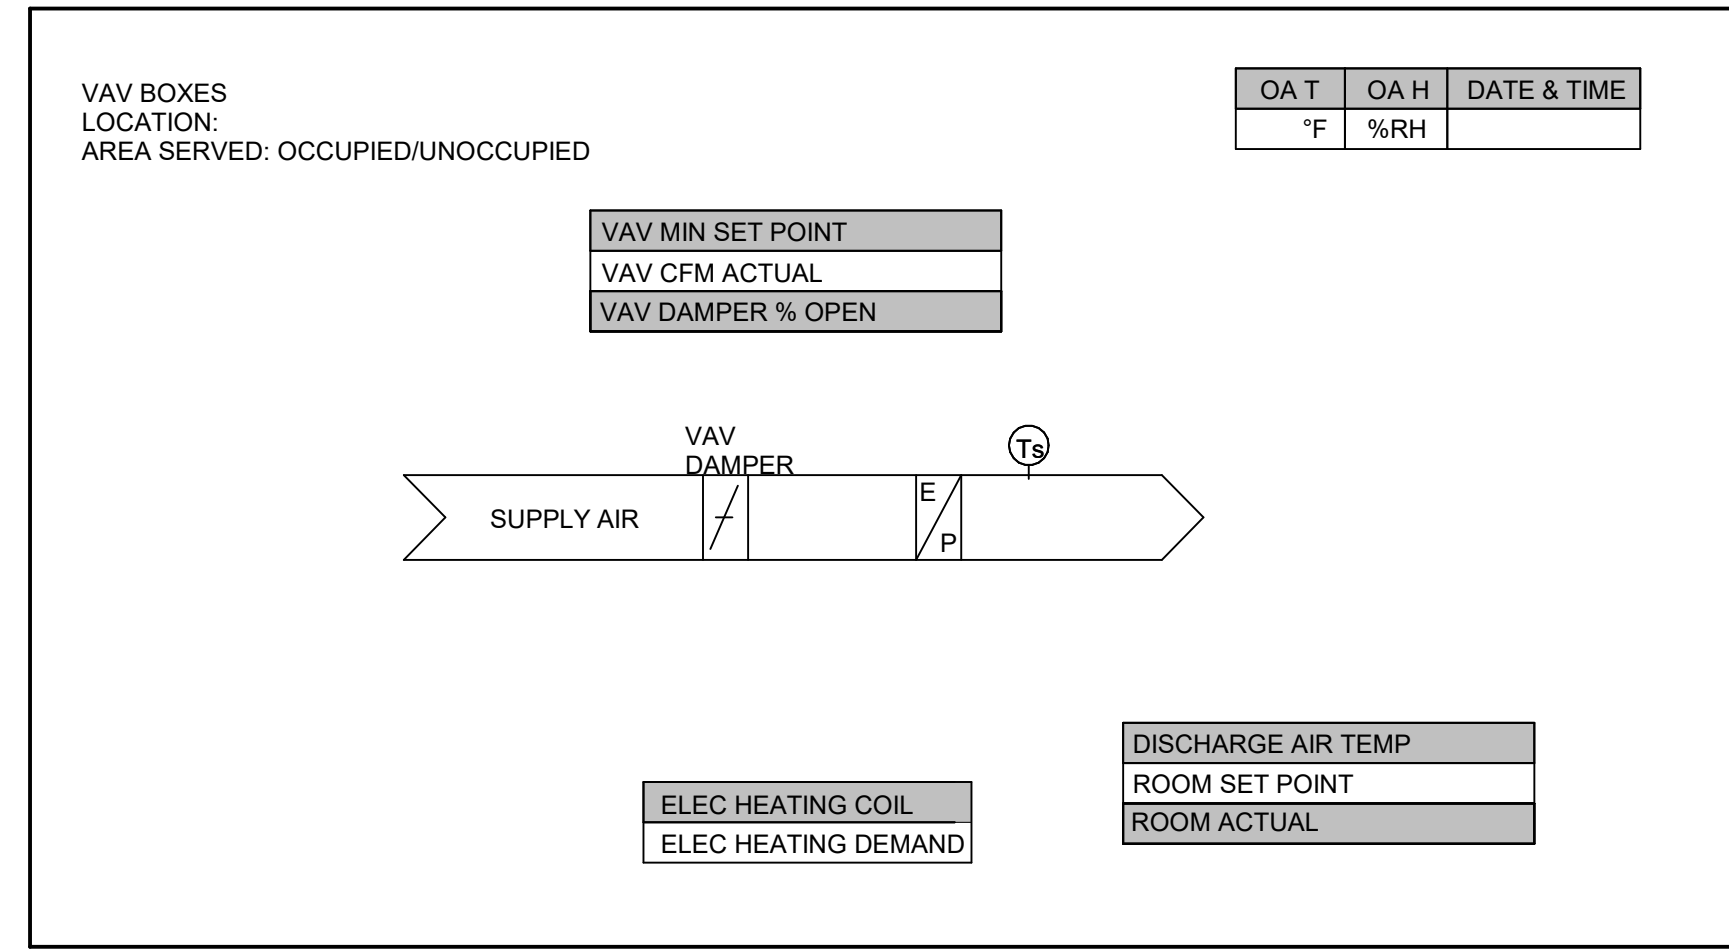 VAV BOXES
LOCATION:
AREA SERVED: OCCUPIED/UNOCCUPIED
OA T OA H DATE & TIME
°F %RH
VAV MIN SET POINT
VAV CFM ACTUAL
VAV DAMPER % OPEN
VAV
DAMPER
Ts
SUPPLY AIR
E
P
DISCHARGE AIR TEMP
ROOM SET POINT
ROOM ACTUAL
ELEC HEATING COIL
ELEC HEATING DEMAND